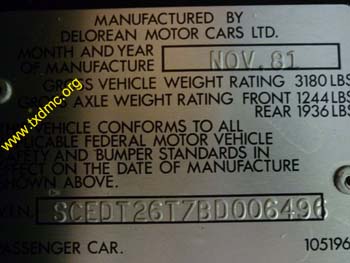 MANUFACTURED BY
DELOREAN MOTOR CARS LTD.
MONTH AND YEAR
OF MANUFACTURE NOV.81
GROSS VEHICLE WEIGHT RATING 3180 LBS
GROSS AXLE WEIGHT RATING FRONT 1244 LBS
REAR 1936 LBS
VEHICLE CONFORMS TO ALL
APPLICABLE FEDERAL MOTOR VEHICLE
SAFETY AND BUMPER STANDARDS IN
EFFECT ON THE DATE OF MANUFACTURE
SHOWN ABOVE.
V.I.N. SCEDT26T7BD006496
PASSENGER CAR. 105196
www.txdmc.org